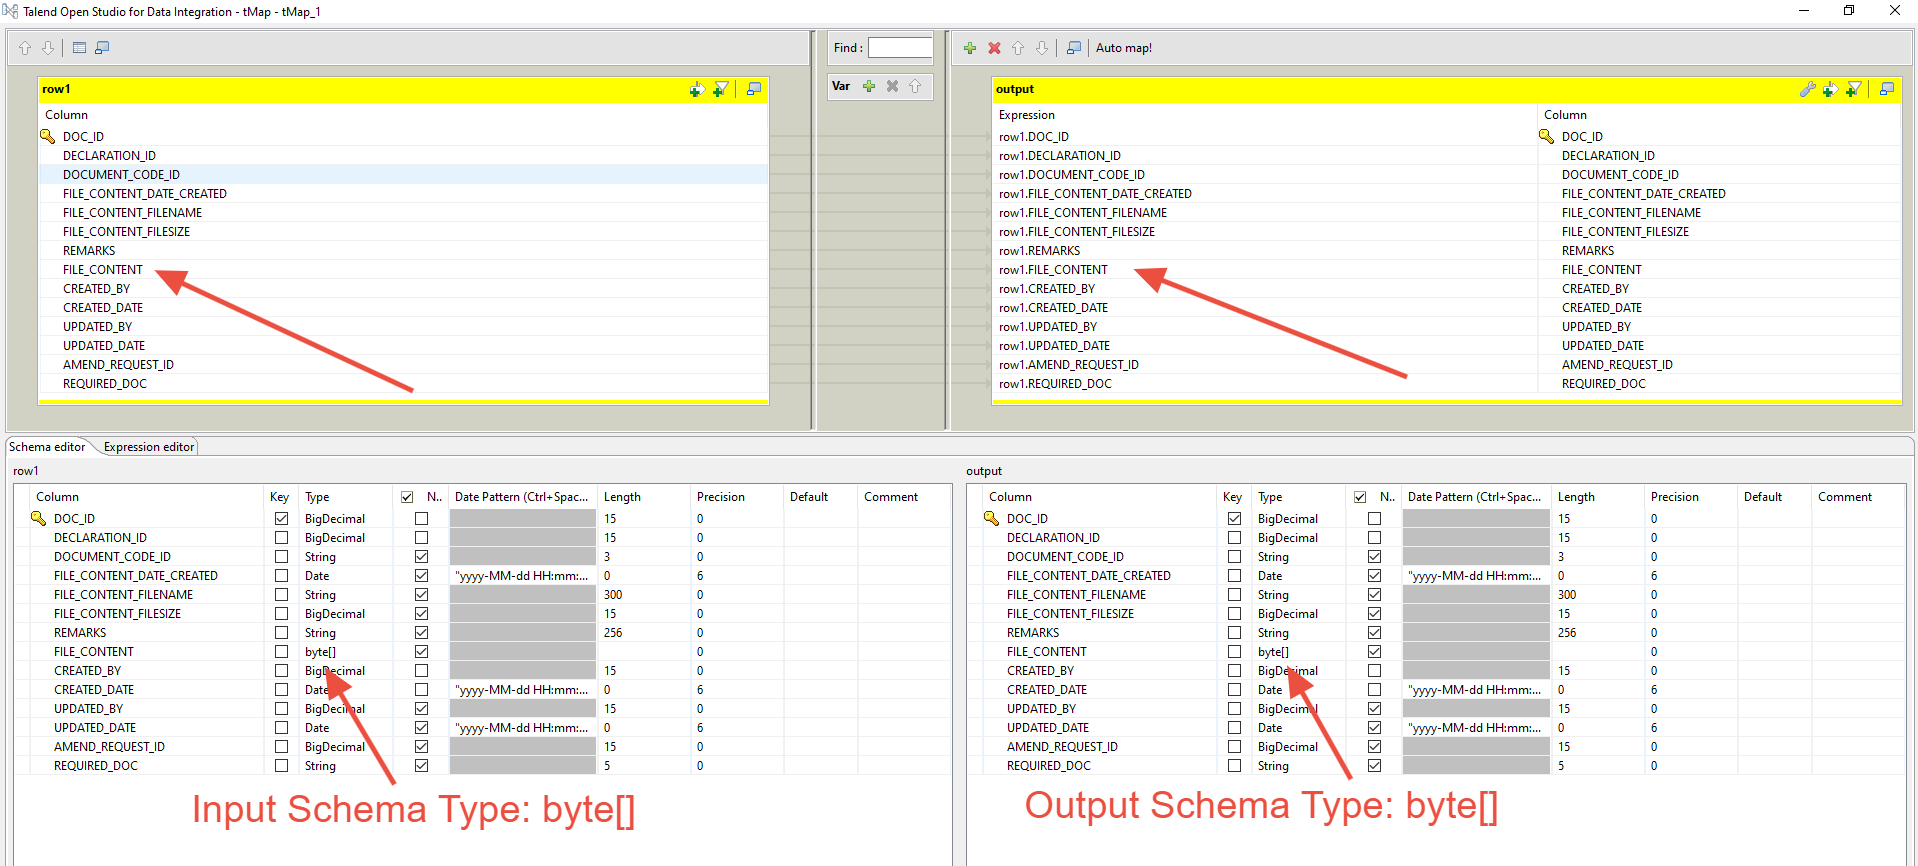 Talend Open Studio for Data Integration - tMap - tMap_1
Find :
Auto map!
Var
row1
Column
DOC_ID
DECLARATION_ID
DOCUMENT_CODE_ID
FILE_CONTENT_DATE_CREATED
FILE_CONTENT_FILENAME
FILE_CONTENT_FILESIZE
REMARKS
FILE_CONTENT
CREATED_BY
CREATED_DATE
UPDATED_BY
UPDATED_DATE
AMEND_REQUEST_ID
REQUIRED_DOC
output
Expression Column
row1.DOC_ID DOC_ID
row1.DECLARATION_ID DECLARATION_ID
row1.DOCUMENT_CODE_ID DOCUMENT_CODE_ID
row1.FILE_CONTENT_DATE_CREATED FILE_CONTENT_DATE_CREATED
row1.FILE_CONTENT_FILENAME FILE_CONTENT_FILENAME
row1.FILE_CONTENT_FILESIZE FILE_CONTENT_FILESIZE
row1.REMARKS REMARKS
row1.FILE_CONTENT FILE_CONTENT
row1.CREATED_BY CREATED_BY
row1.CREATED_DATE CREATED_DATE
row1.UPDATED_BY UPDATED_BY
row1.UPDATED_DATE UPDATED_DATE
row1.AMEND_REQUEST_ID AMEND_REQUEST_ID
row1.REQUIRED_DOC REQUIRED_DOC
Schema editor Expression editor
row1
Column Key Type N.. Date Pattern (Ctrl+Spac... Length Precision Default Comment
DOC_ID BigDecimal 15 0
DECLARATION_ID BigDecimal 15 0
DOCUMENT_CODE_ID String 3 0
FILE_CONTENT_DATE_CREATED Date "yyyy-MM-dd HH:mm:... 0 6
FILE_CONTENT_FILENAME String 300 0
FILE_CONTENT_FILESIZE BigDecimal 15 0
REMARKS String 256 0
FILE_CONTENT byte[] 0
CREATED_BY BigDecimal 15 0
CREATED_DATE Date "yyyy-MM-dd HH:mm:... 0 6
UPDATED_BY BigDecimal 15 0
UPDATED_DATE Date "yyyy-MM-dd HH:mm:... 0 6
AMEND_REQUEST_ID BigDecimal 15 0
REQUIRED_DOC String 5 0
Input Schema Type: byte[]
output
Column Key Type N.. Date Pattern (Ctrl+Spac... Length Precision Default Comment
DOC_ID BigDecimal 15 0
DECLARATION_ID BigDecimal 15 0
DOCUMENT_CODE_ID String 3 0
FILE_CONTENT_DATE_CREATED Date "yyyy-MM-dd HH:mm:... 0 6
FILE_CONTENT_FILENAME String 300 0
FILE_CONTENT_FILESIZE BigDecimal 15 0
REMARKS String 256 0
FILE_CONTENT byte[] 0
CREATED_BY BigDecimal 15 0
CREATED_DATE Date "yyyy-MM-dd HH:mm:... 0 6
UPDATED_BY BigDecimal 15 0
UPDATED_DATE Date "yyyy-MM-dd HH:mm:... 0 6
AMEND_REQUEST_ID BigDecimal 15 0
REQUIRED_DOC String 5 0
Output Schema Type: byte[]